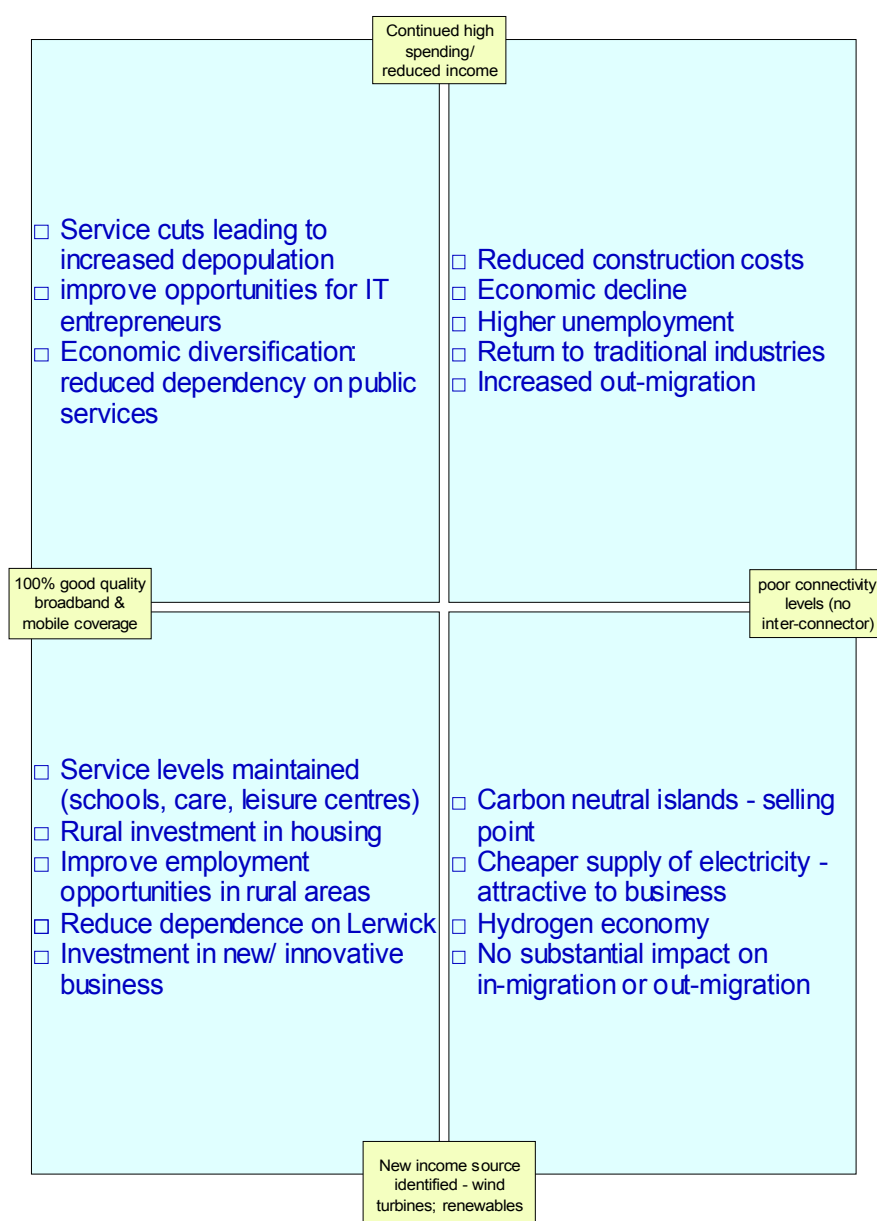 Continued high
spending/
reduced income
□ Service cuts leading to
increased depopulation
□ improve opportunities for IT
entrepreneurs
□ Economic diversification:
reduced dependency on public
services
□ Reduced construction costs
□ Economic decline
□ Higher unemployment
□ Return to traditional industries
□ Increased out-migration
100% good quality
broadband &
mobile coverage
poor connectivity
levels (no
inter-connector)
□ Service levels maintained
(schools, care, leisure centres)
□ Rural investment in housing
□ Improve employment
opportunities in rural areas
□ Reduce dependence on Lerwick
□ Investment in new/ innovative
business
□ Carbon neutral islands - selling
point
□ Cheaper supply of electricity -
attractive to business
□ Hydrogen economy
□ No substantial impact on
in-migration or out-migration
New income source
identified - wind
turbines; renewables